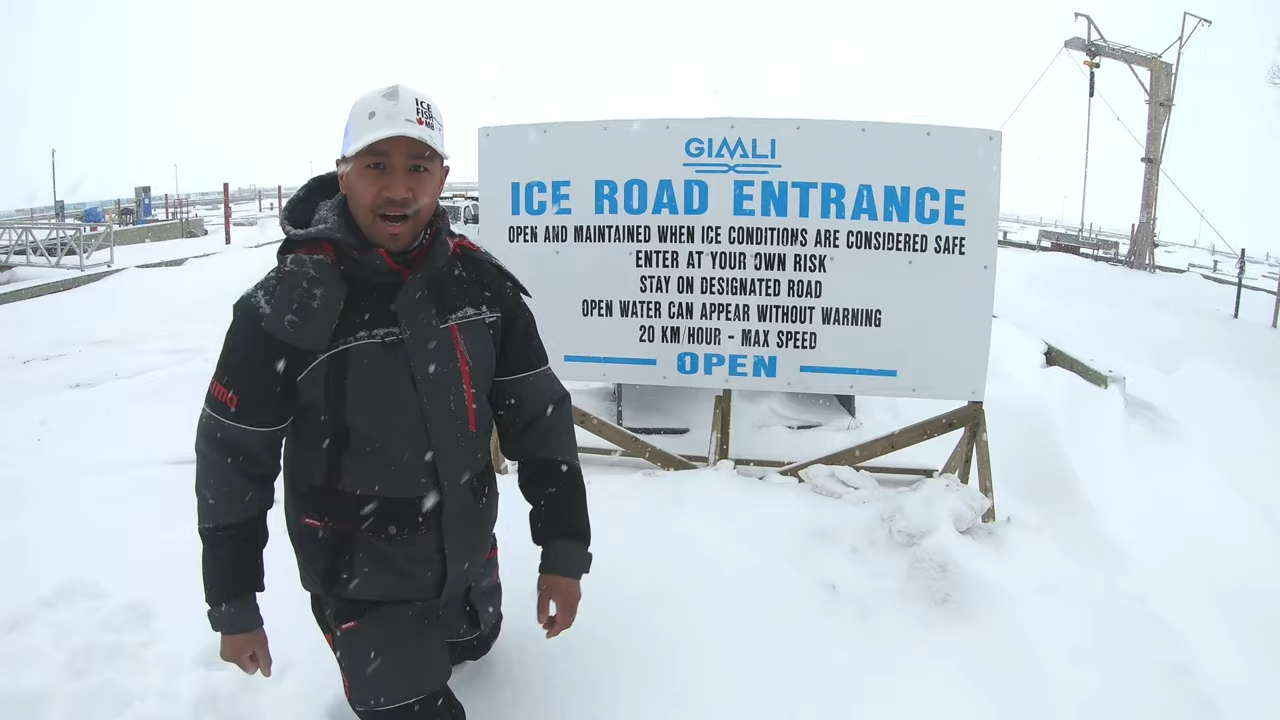 ICE
FISH
MB
GIMLI
ICE ROAD ENTRANCE
OPEN AND MAINTAINED WHEN ICE CONDITIONS ARE CONSIDERED SAFE
ENTER AT YOUR OWN RISK
STAY ON DESIGNATED ROAD
OPEN WATER CAN APPEAR WITHOUT WARNING
20 KM/HOUR - MAX SPEED
OPEN